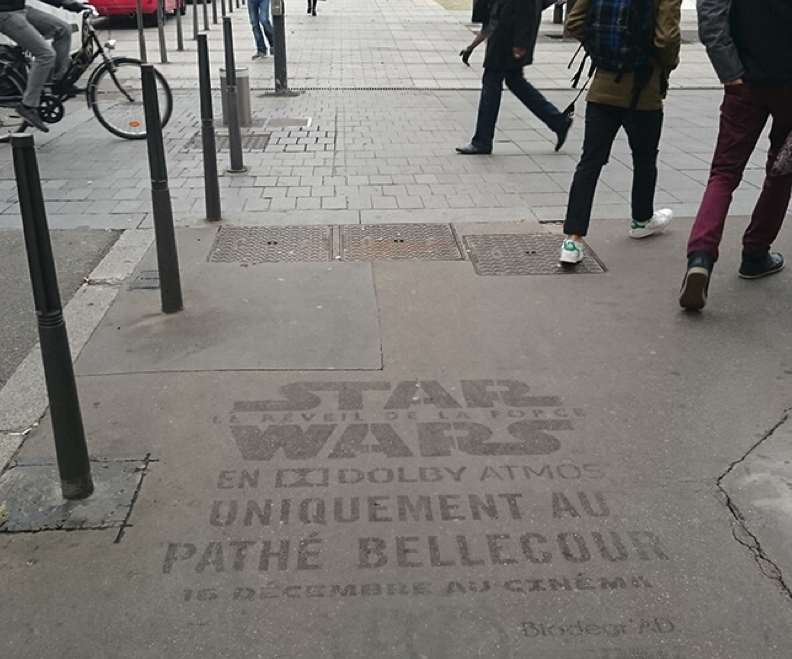 STAR
LE RÉVEIL DE LA FORCE
WARS
EN DOLBY ATMOS
UNIQUEMENT AU
PATHÉ BELLECOUR
16 DÉCEMBRE AU CINÉMA
Biodegr'AD